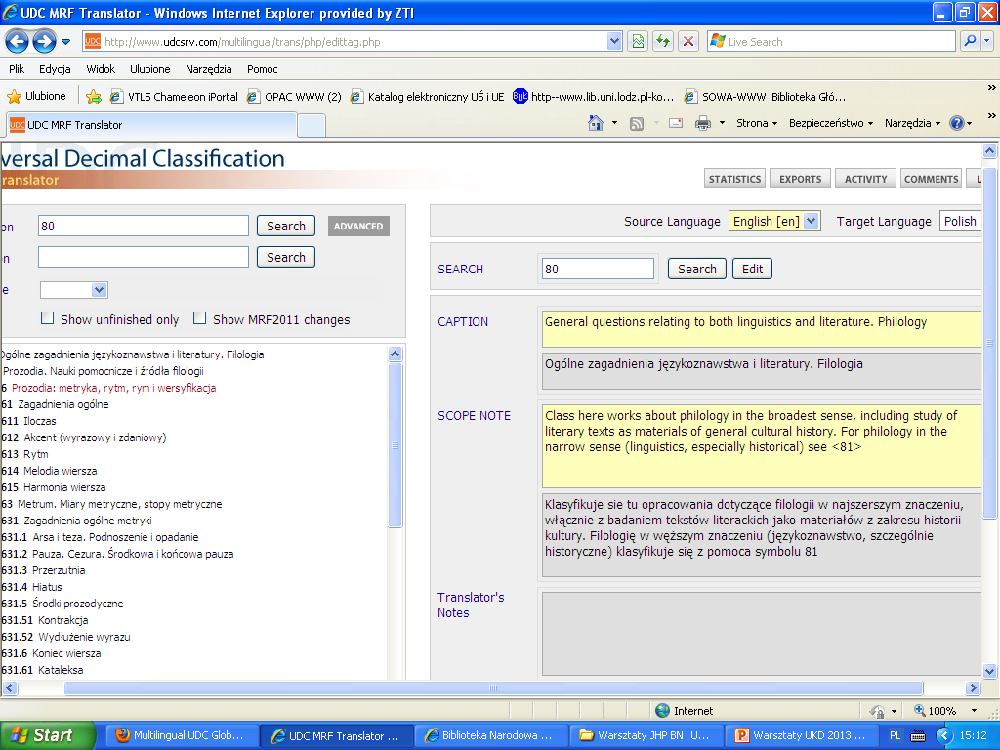 UDC MRF Translator - Windows Internet Explorer provided by ZTI
http://www.udcsrv.com/multilingual/trans/php/edittag.php
Live Search
Plik Edycja Widok Ulubione Narzędzia Pomoc
Ulubione VTLS Chameleon iPortal OPAC WWW (2) Katalog elektroniczny UŚ i UE http--www.lib.uni.lodz.pl-ko... SOWA-WWW Biblioteka Głó...
UDC MRF Translator
Strona Bezpieczeństwo Narzędzia
versal Decimal Classification
ranslator
STATISTICS EXPORTS ACTIVITY COMMENTS L
on 80 Search ADVANCED
n Search
e
Show unfinished only Show MRF2011 changes
Ogólne zagadnienia językoznawstwa i literatury. Filologia
Prozodia. Nauki pomocnicze i źródła filologii
6 Prozodia: metryka, rytm, rym i wersyfikacja
61 Zagadnienia ogólne
611 Iloczas
612 Akcent (wyrazowy i zdaniowy)
613 Rytm
614 Melodia wiersza
615 Harmonia wiersza
63 Metrum. Miary metryczne, stopy metryczne
631 Zagadnienia ogólne metryki
631.1 Arsa i teza. Podnoszenie i opadanie
631.2 Pauza. Cezura. Środkowa i końcowa pauza
631.3 Przerzutnia
631.4 Hiatus
631.5 Środki prozodyczne
631.51 Kontrakcja
631.52 Wydłużenie wyrazu
631.6 Koniec wiersza
631.61 Kataleksa
Source Language English [en] Target Language Polish
SEARCH 80 Search Edit
CAPTION
General questions relating to both linguistics and literature. Philology
Ogólne zagadnienia językoznawstwa i literatury. Filologia
SCOPE NOTE
Class here works about philology in the broadest sense, including study of
literary texts as materials of general cultural history. For philology in the
narrow sense (linguistics, especially historical) see <81>
Klasyfikuje sie tu opracowania dotyczące filologii w najszerszym znaczeniu,
włącznie z badaniem tekstów literackich jako materiałów z zakresu historii
kultury. Filologię w węższym znaczeniu (językoznawstwo, szczególnie
historyczne) klasyfikuje się z pomoca symbolu 81
Translator's
Notes
Internet 100%
Start Multilingual UDC Glob... UDC MRF Translator ... Biblioteka Narodowa ... Warsztaty JHP BN i U... Warsztaty UKD 2013 ... PL 15:12